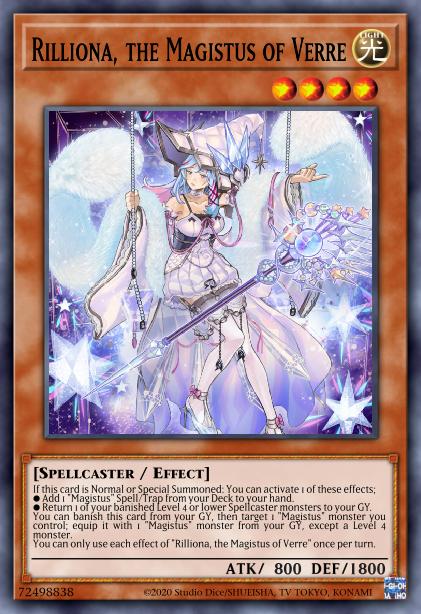 RILLIONA, THE MAGISTUS OF VERRE
LIGHT
光
[SPELLCASTER / EFFECT]
If this card is Normal or Special Summoned: You can activate 1 of these effects;
● Add 1 "Magistus" Spell/Trap from your Deck to your hand.
● Return 1 of your banished Level 4 or lower Spellcaster monsters to your GY.
You can banish this card from your GY, then target 1 "Magistus" monster you
control; equip it with 1 "Magistus" monster from your GY, except a Level 4
monster.
You can only use each effect of "Rilliona, the Magistus of Verre" once per turn.
ATK/ 800 DEF/1800
72498838
©2020 Studio Dice/SHUEISHA, TV TOKYO, KONAMI